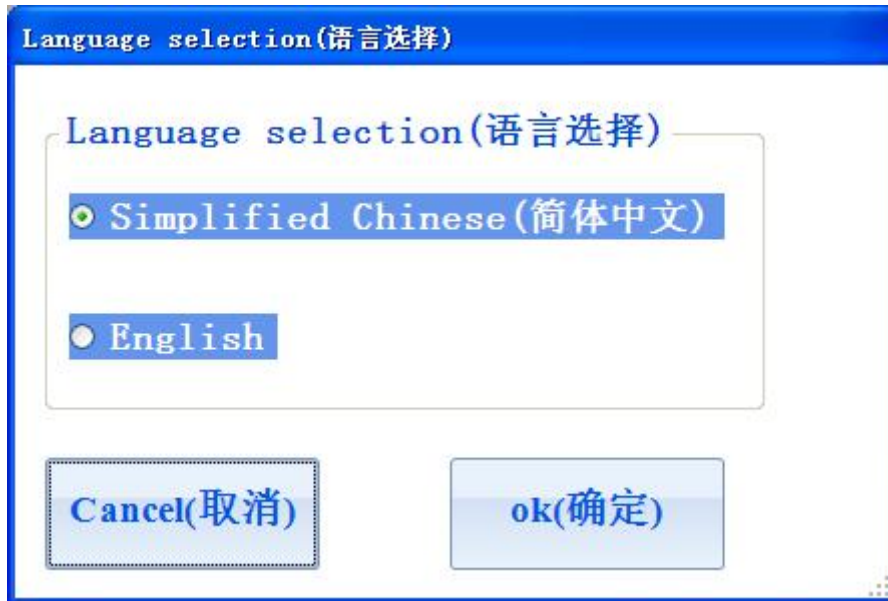 Language selection(语言选择)
Language selection(语言选择)
Simplified Chinese(简体中文)
English
Cancel(取消)
ok(确定)